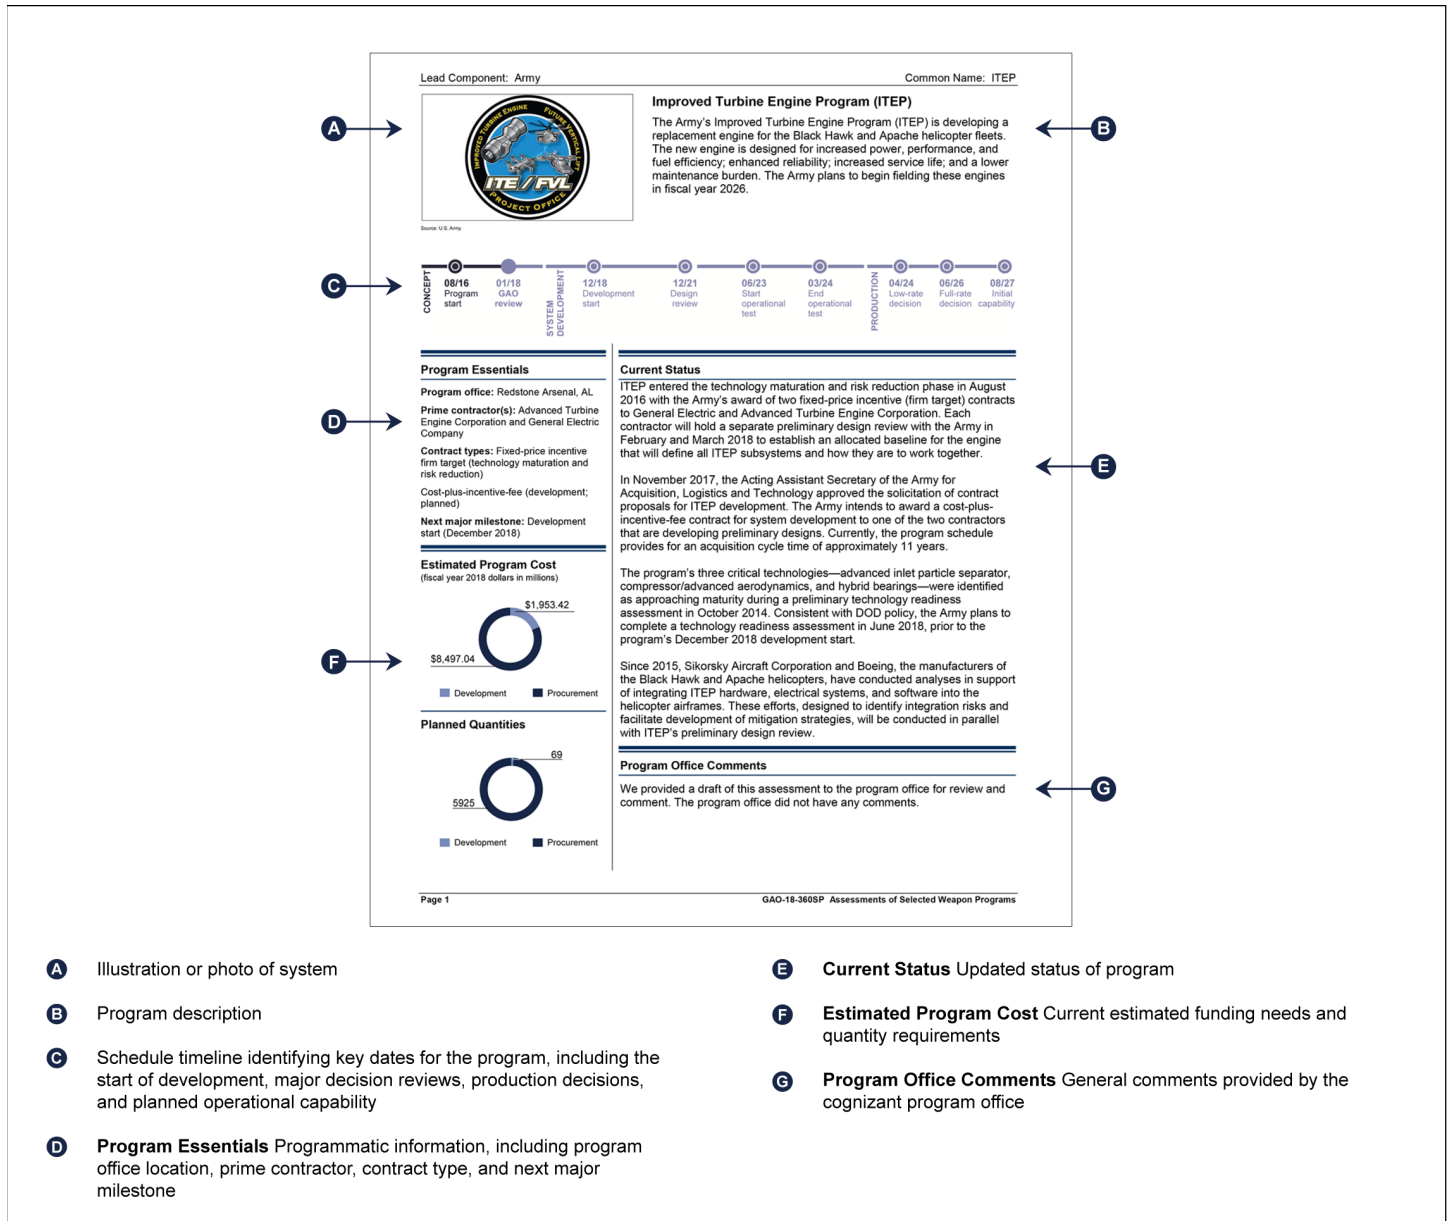 Lead Component: Army
Common Name: ITEP
A
IMPROVED TURBINE ENGINE
FUTURE VERTICAL LIFT
ITE/FVL
PROJECT OFFICE
Source: U.S. Army.
Improved Turbine Engine Program (ITEP)
The Army's Improved Turbine Engine Program (ITEP) is developing a
replacement engine for the Black Hawk and Apache helicopter fleets.
The new engine is designed for increased power, performance, and
fuel efficiency; enhanced reliability; increased service life; and a lower
maintenance burden. The Army plans to begin fielding these engines
in fiscal year 2026.
B
C
CONCEPT
08/16
Program
start
01/18
GAO
review
SYSTEM
DEVELOPMENT
12/18
Development
start
12/21
Design
review
06/23
Start
operational
test
03/24
End
operational
test
PRODUCTION
04/24
Low-rate
decision
06/26
Full-rate
decision
08/27
Initial
capability
D
Program Essentials
Program office: Redstone Arsenal, AL
Prime contractor(s): Advanced Turbine
Engine Corporation and General Electric
Company
Contract types: Fixed-price incentive
firm target (technology maturation and
risk reduction)
Cost-plus-incentive-fee (development;
planned)
Next major milestone: Development
start (December 2018)
F
Estimated Program Cost
(fiscal year 2018 dollars in millions)
$1,953.42
$8,497.04
Development
Procurement
Planned Quantities
69
5925
Development
Procurement
Current Status
ITEP entered the technology maturation and risk reduction phase in August
2016 with the Army's award of two fixed-price incentive (firm target) contracts
to General Electric and Advanced Turbine Engine Corporation. Each
contractor will hold a separate preliminary design review with the Army in
February and March 2018 to establish an allocated baseline for the engine
that will define all ITEP subsystems and how they are to work together.
In November 2017, the Acting Assistant Secretary of the Army for
Acquisition, Logistics and Technology approved the solicitation of contract
proposals for ITEP development. The Army intends to award a cost-plus-
incentive-fee contract for system development to one of the two contractors
that are developing preliminary designs. Currently, the program schedule
provides for an acquisition cycle time of approximately 11 years.
The program's three critical technologies—advanced inlet particle separator,
compressor/advanced aerodynamics, and hybrid bearings—were identified
as approaching maturity during a preliminary technology readiness
assessment in October 2014. Consistent with DOD policy, the Army plans to
complete a technology readiness assessment in June 2018, prior to the
program's December 2018 development start.
Since 2015, Sikorsky Aircraft Corporation and Boeing, the manufacturers of
the Black Hawk and Apache helicopters, have conducted analyses in support
of integrating ITEP hardware, electrical systems, and software into the
helicopter airframes. These efforts, designed to identify integration risks and
facilitate development of mitigation strategies, will be conducted in parallel
with ITEP's preliminary design review.
E
Program Office Comments
We provided a draft of this assessment to the program office for review and
comment. The program office did not have any comments.
G
Page 1
GAO-18-360SP Assessments of Selected Weapon Programs
A Illustration or photo of system
B Program description
C Schedule timeline identifying key dates for the program, including the
start of development, major decision reviews, production decisions,
and planned operational capability
D Program Essentials Programmatic information, including program
office location, prime contractor, contract type, and next major
milestone
E Current Status Updated status of program
F Estimated Program Cost Current estimated funding needs and
quantity requirements
G Program Office Comments General comments provided by the
cognizant program office